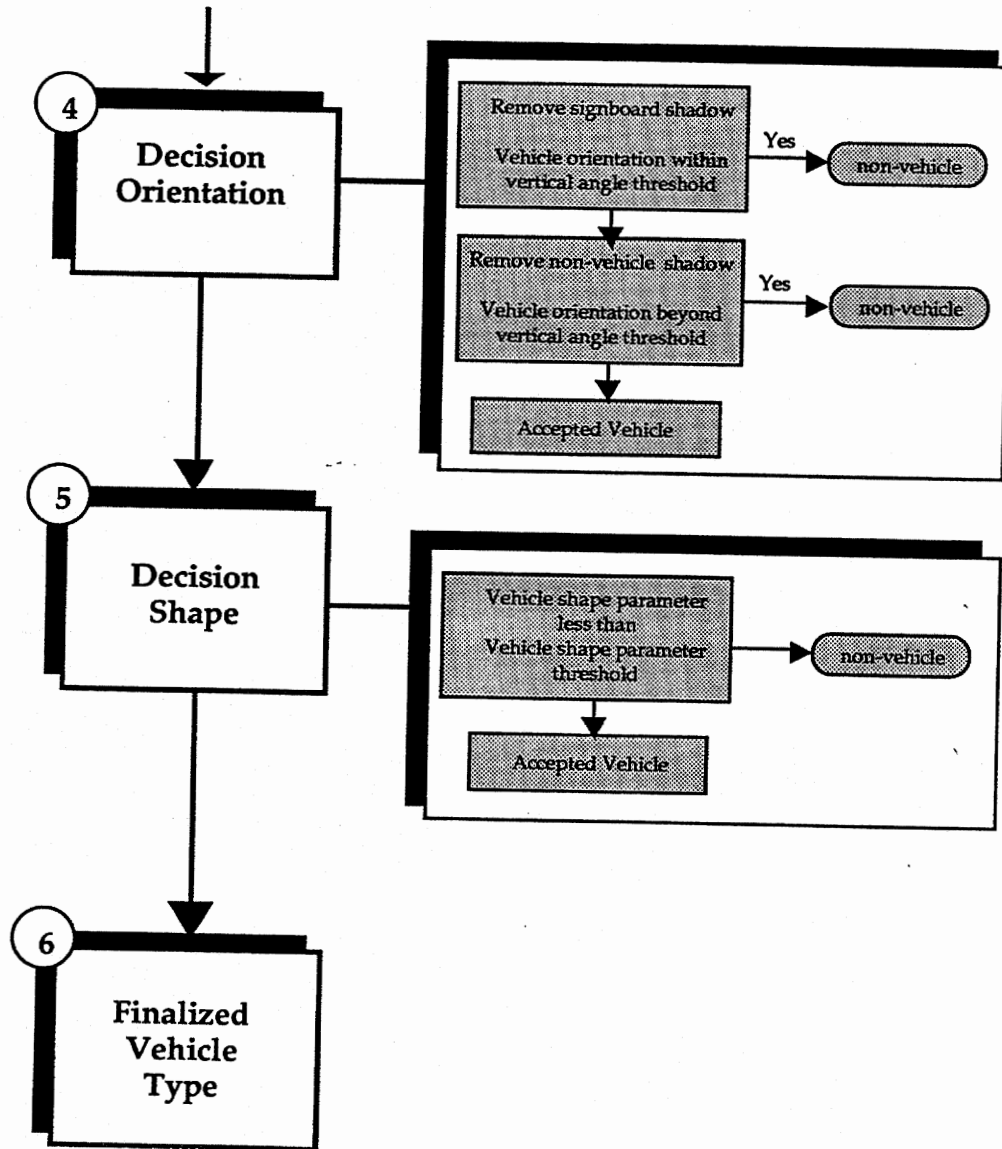 4
Decision
Orientation
Remove signboard shadow
Vehicle orientation within
vertical angle threshold
Yes
non-vehicle
Remove non-vehicle shadow
Vehicle orientation beyond
vertical angle threshold
Yes
non-vehicle
Accepted Vehicle
5
Decision
Shape
Vehicle shape parameter
less than
Vehicle shape parameter
threshold
non-vehicle
Accepted Vehicle
6
Finalized
Vehicle
Type